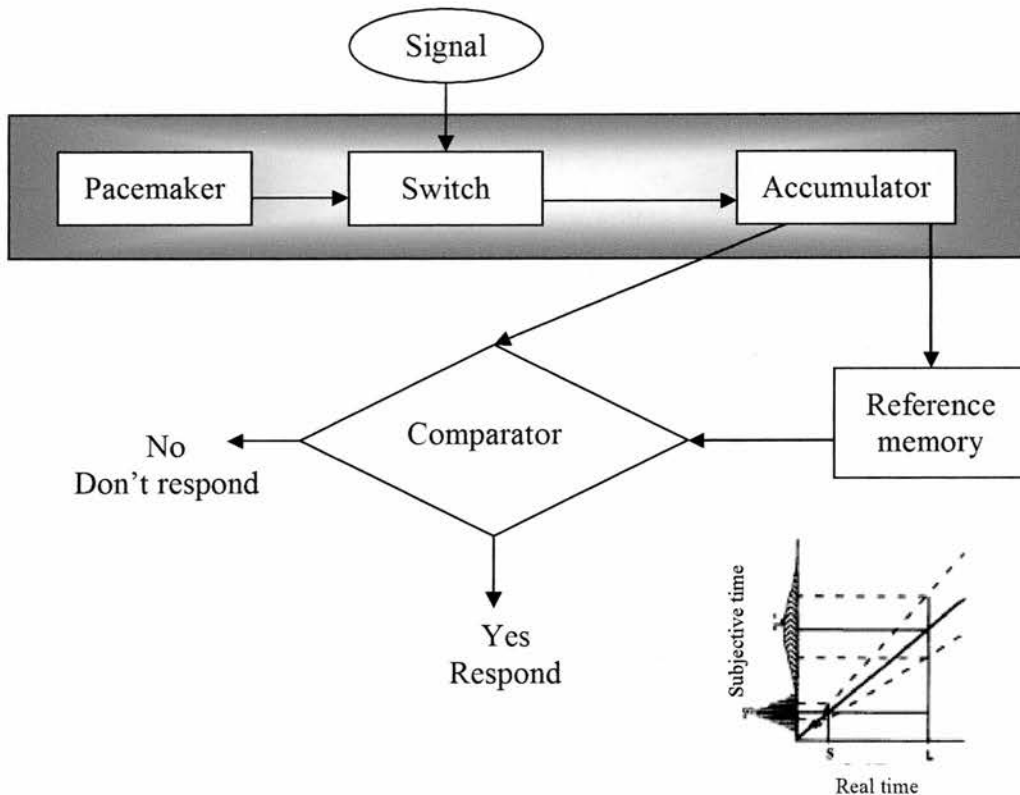 Signal
Pacemaker
Switch
Accumulator
Comparator
Reference
memory
No
Don't respond
Yes
Respond
Subjective time
S
L
Real time